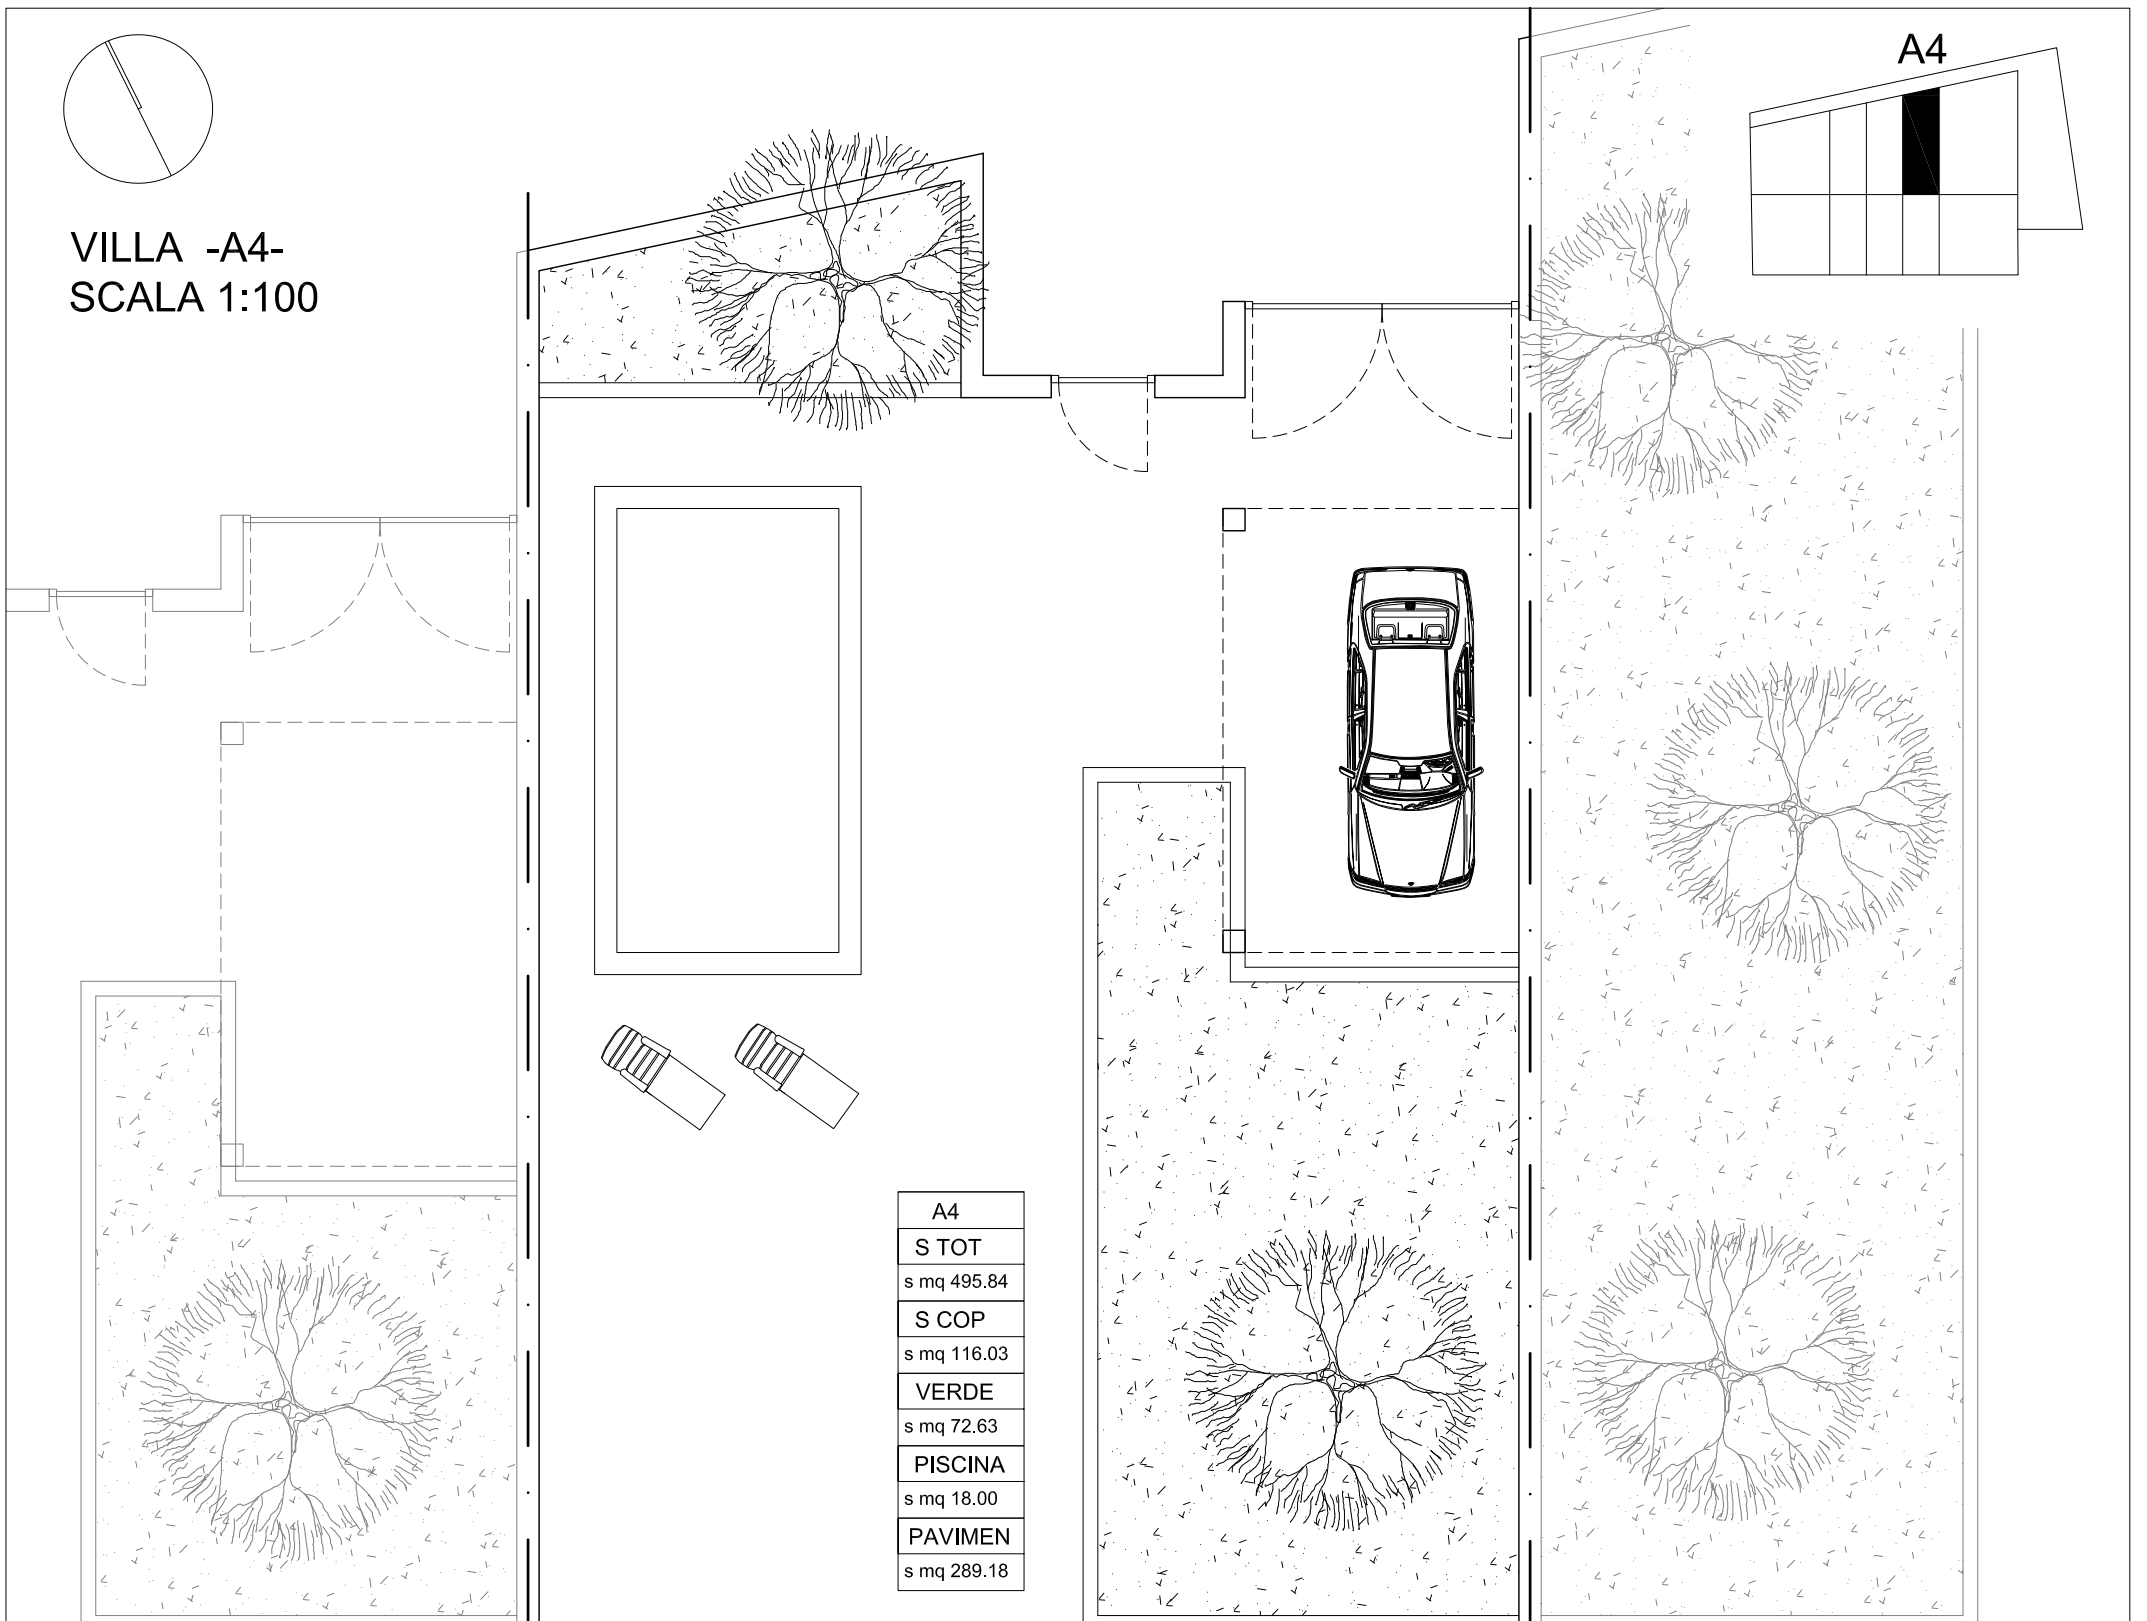 VILLA -A4-
SCALA 1:100
A4
A4
S TOT
s mq 495.84
S COP
s mq 116.03
VERDE
s mq 72.63
PISCINA
s mq 18.00
PAVIMEN
s mq 289.18